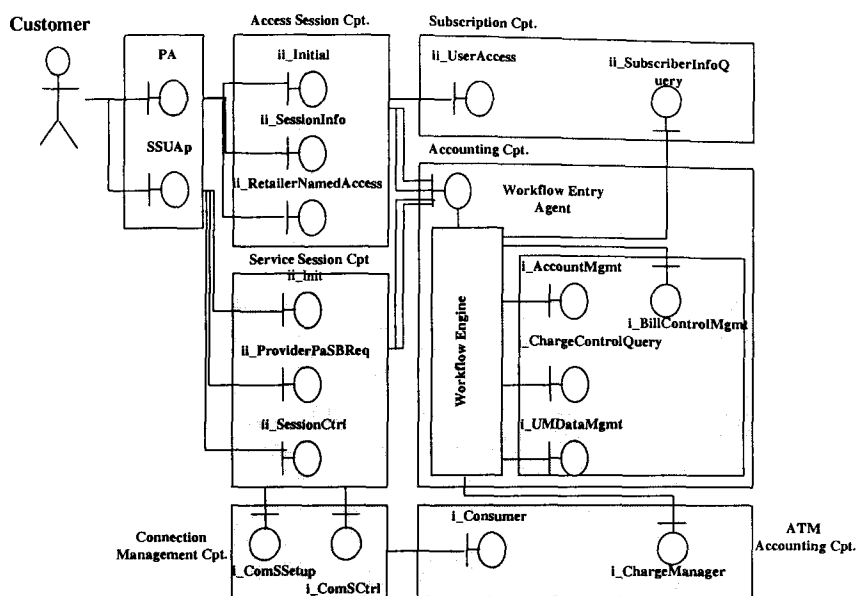 Customer
Access Session Cpt.
Subscription Cpt.
PA
ii_Initial
ii_UserAccess
ii_SubscriberInfoQ
uery
ii_SessionInfo
SSUAp
Accounting Cpt.
ii_RetailerNamedAccess
Workflow Entry
Agent
Service Session Cpt
ii_Init
i_AccountMgmt
i_BillControlMgmt
i_ChargeControlQuery
ii_ProviderPaSBReq
Workflow Engine
ii_SessionCtrl
i_UMDataMgmt
Connection
Management Cpt.
i_Consumer
ATM
Accounting Cpt.
i_ComSSetup
i_ComSCtrl
i_ChargeManager